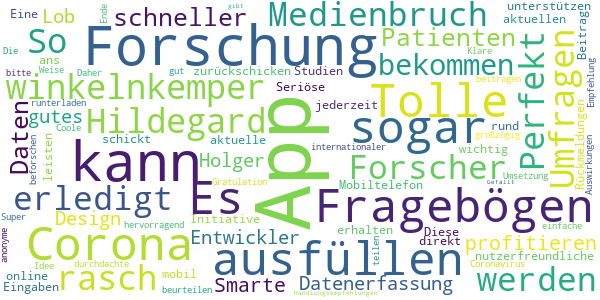 Eine Lob schneller Ende Medienbruch unterstützen
So ans Forschung Patienten aktuellen
Die Weise Daher gut zurückschicken gibt Klare bekommen Beitrag
bitte winkelnkemper Studien Beitragen Empfehlung
runterladen Seriöse Tolle großzügig
gutes Hildegard jederzeit sogar Perfekt Umfragen Rückmeldungen
Coole schickt aktuelle rund internationaler Umsetzung
Daten beforschen kann Holger App Forscher wichtig Auswirkungen
leisten Mobiltelefon Gefällt
erledigt Es Gratulation Fragebögen
Super Design hervorragend Initiative erhalten Diese einfache
anonyme Corona Entwickler teilen direkt profitieren
Idee durchdachte ausfüllen nutzerfreundliche
online rasch mobil Smarte Datenerfassung Coronavirus werden
Eingaben beurteilen Handlungsempfehlungen